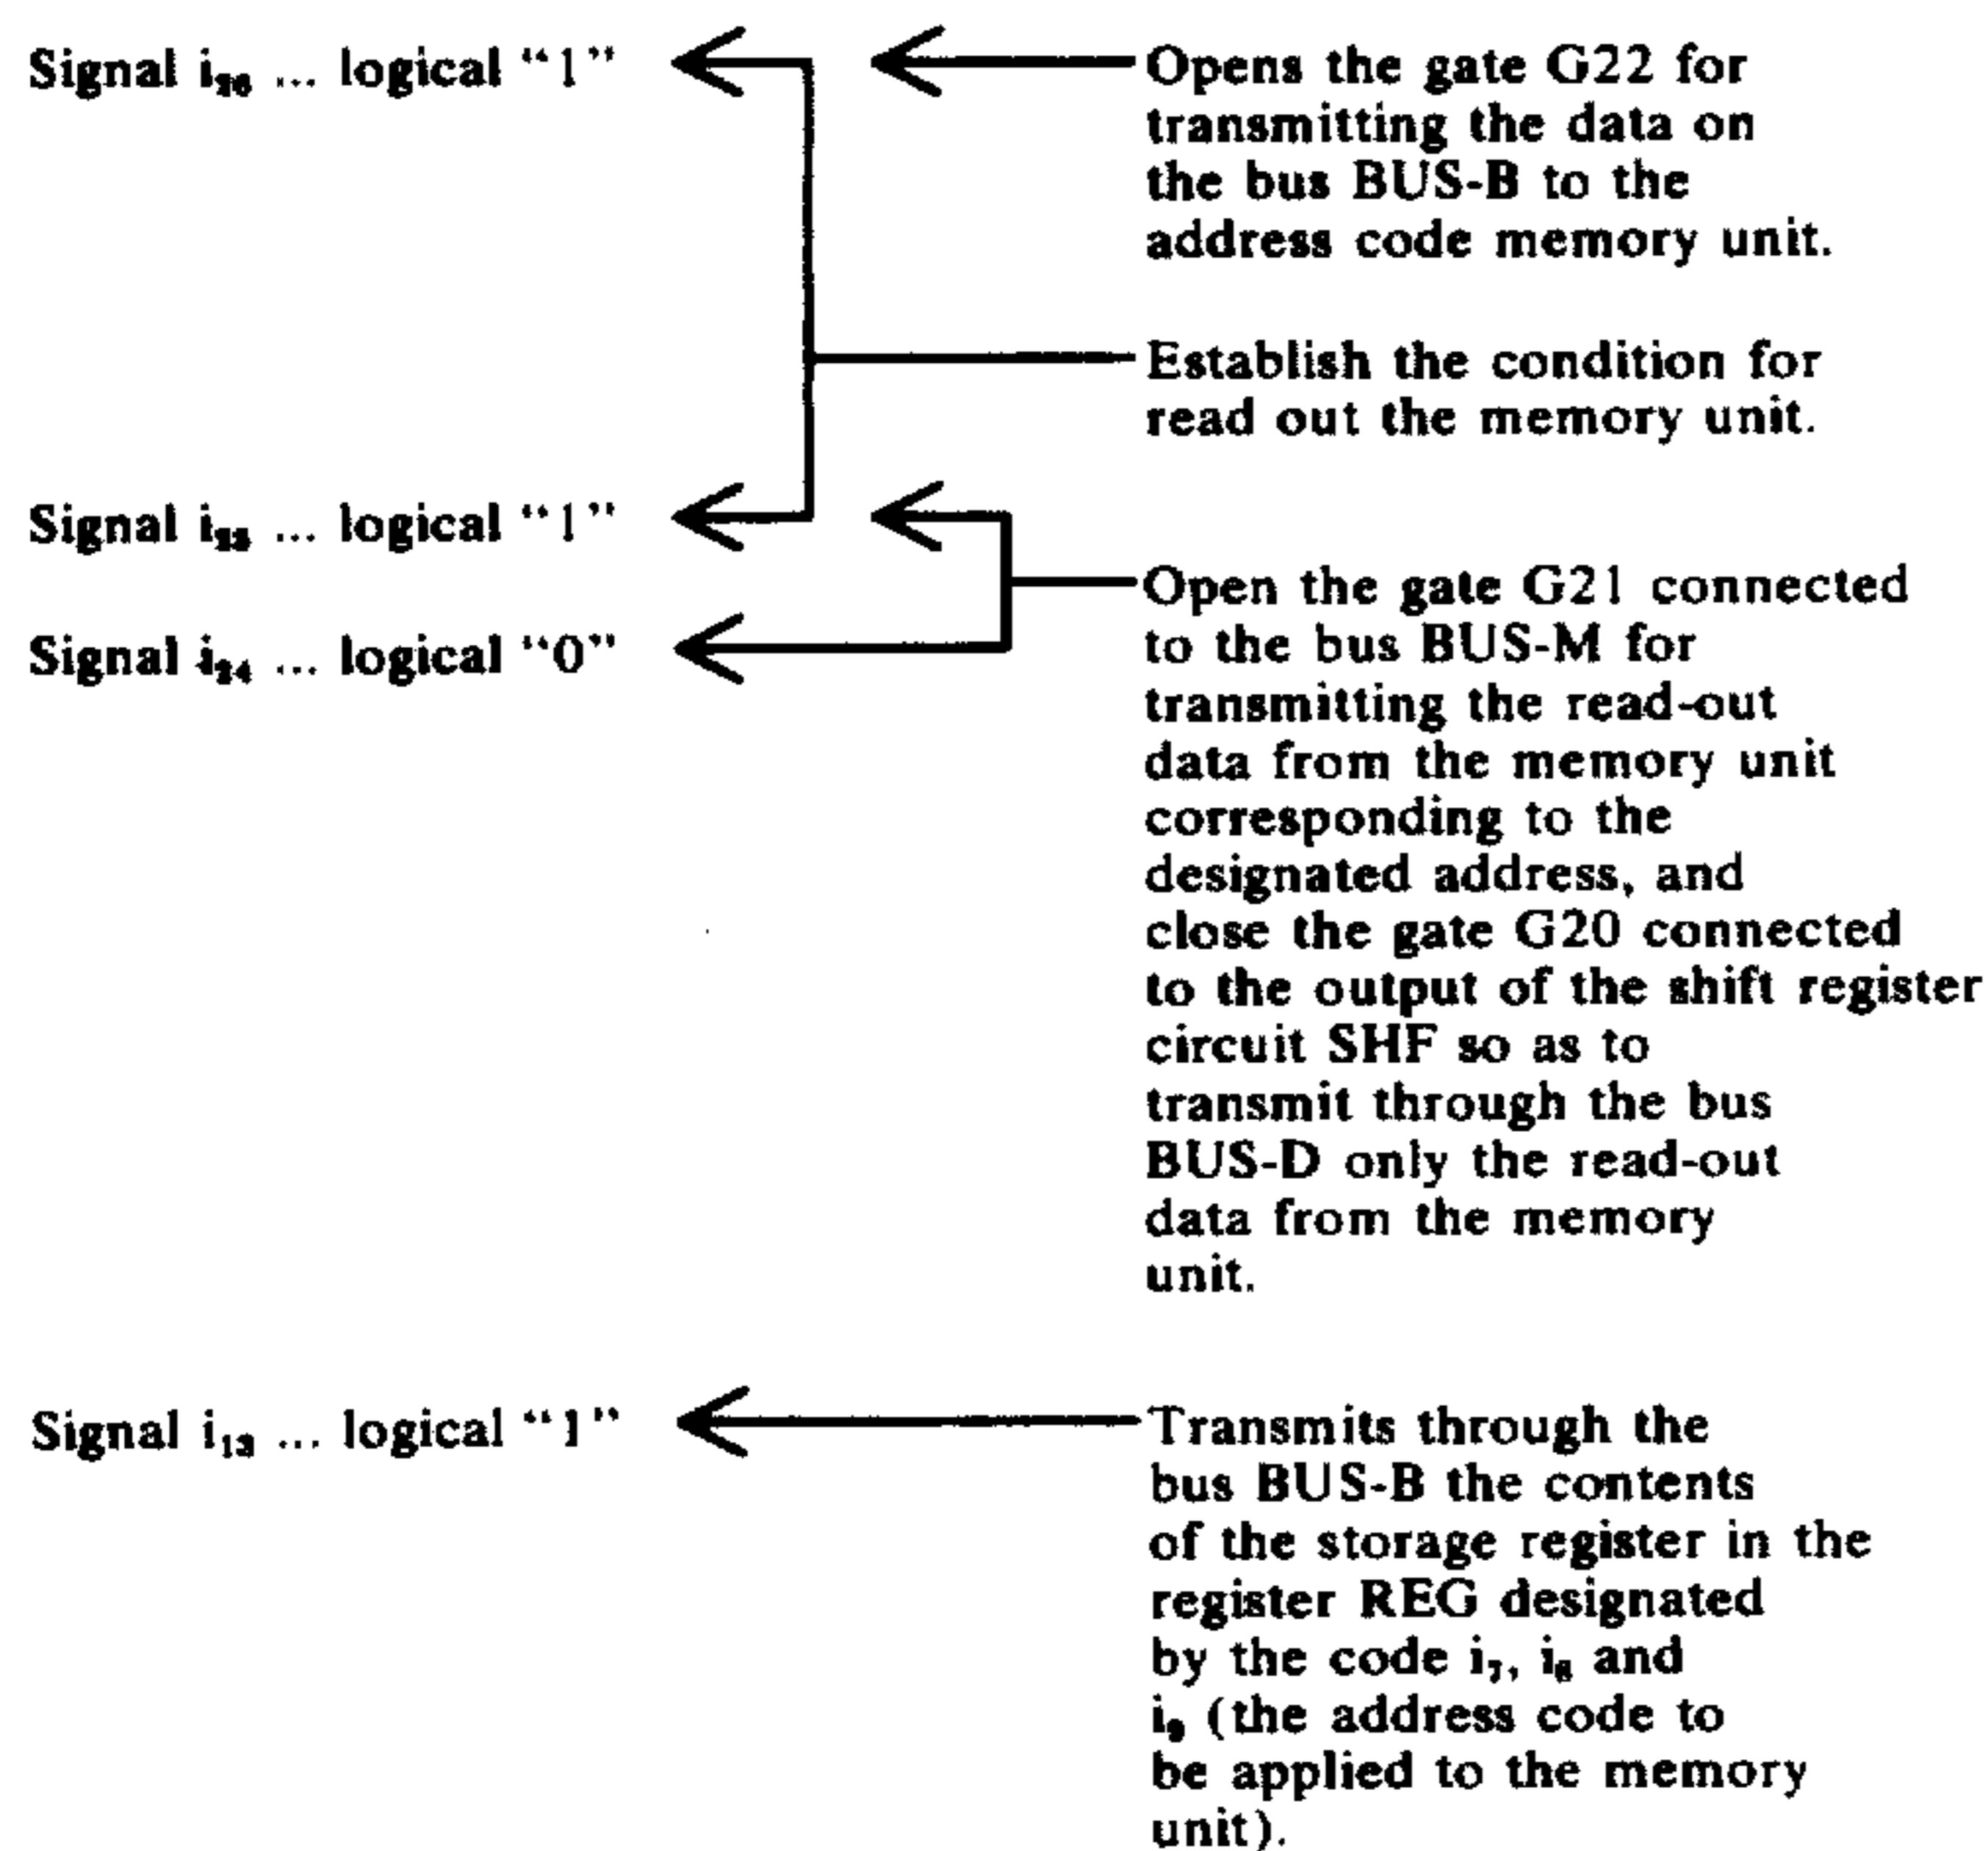 Signal ... logical "1"
Opens the gate G22 for
transmitting the data on
the bus BUS-B to the
address code memory unit.
Establish the condition for
read out the memory unit.
Signal ... logical "1"
Signal i₂₄ ... logical "0"
Open the gate G21 connected
to the bus BUS-M for
transmitting the read-out
data from the memory unit
corresponding to the
designated address, and
close the gate G20 connected
to the output of the shift register
circuit SHF so as to
transmit through the bus
BUS-D only the read-out
data from the memory
unit.
Signal i₁₃ ... logical "1"
Transmits through the
bus BUS-B the contents
of the storage register in the
register REG designated
by the code i₇, i₈ and
i₉ (the address code to
be applied to the memory
unit).